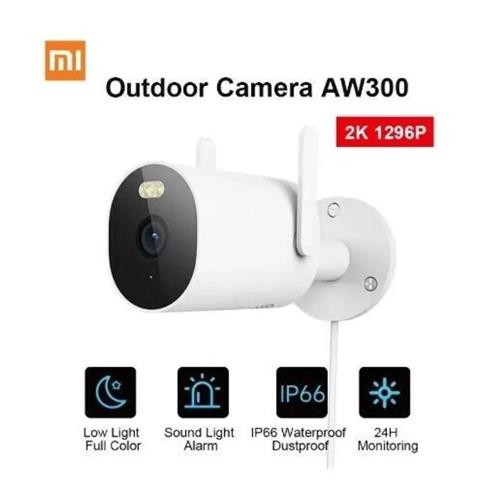 mi
Outdoor Camera AW300
2K 1296P
Low Light
Full Color
Sound Light
Alarm
IP66
IP66 Waterproof
Dustproof
24H
Monitoring